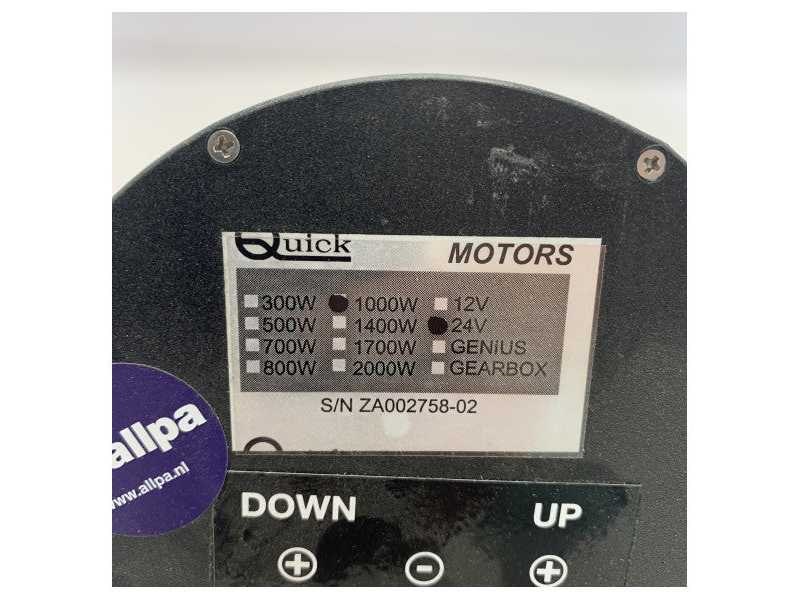 Quick MOTORS
300W 1000W 12V
500W 1400W 24V
700W 1700W GENIUS
800W 2000W GEARBOX
S/N ZA002758-02
allpa
www.allpa.nl
DOWN UP
+ - +